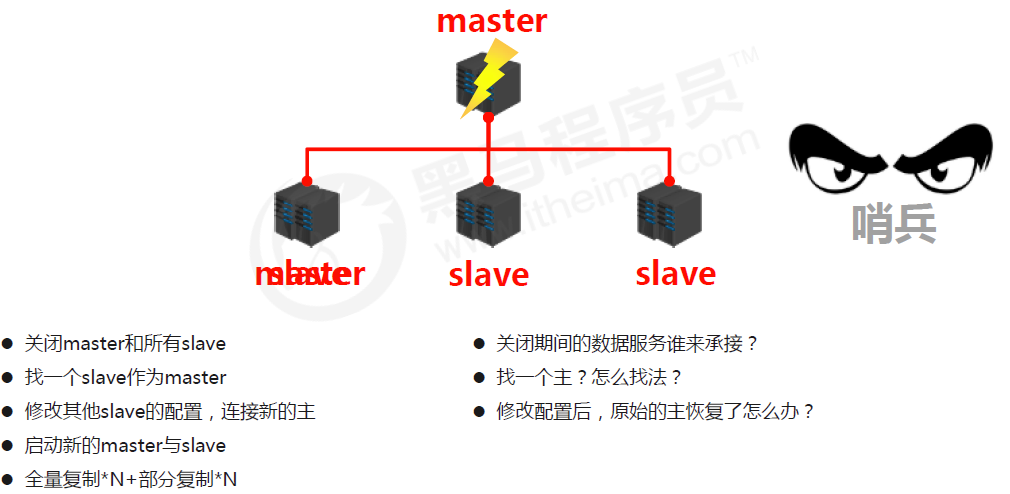 master
黑马程序员™
www.itheima.com
哨兵
master
slave
slave
slave
● 关闭master和所有slave
● 找一个slave作为master
● 修改其他slave的配置，连接新的主
● 启动新的master与slave
● 全量复制*N+部分复制*N
● 关闭期间的数据服务谁来承接？
● 找一个主？怎么找法？
● 修改配置后，原始的主恢复了怎么办？